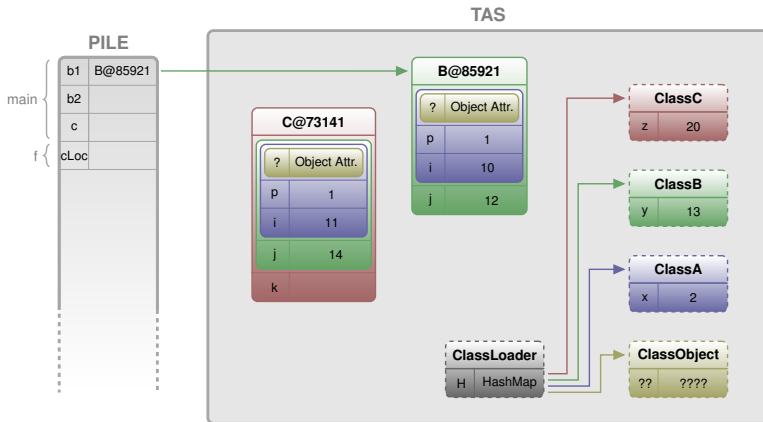 TAS
PILE
main
b1 B@85921
b2
c
f
cLoc
B@85921
? Object Attr.
p 1
i 10
j 12
C@73141
? Object Attr.
p 1
i 11
j 14
k
ClassC
z 20
ClassB
y 13
ClassA
x 2
ClassLoader
H HashMap
ClassObject
?? ????